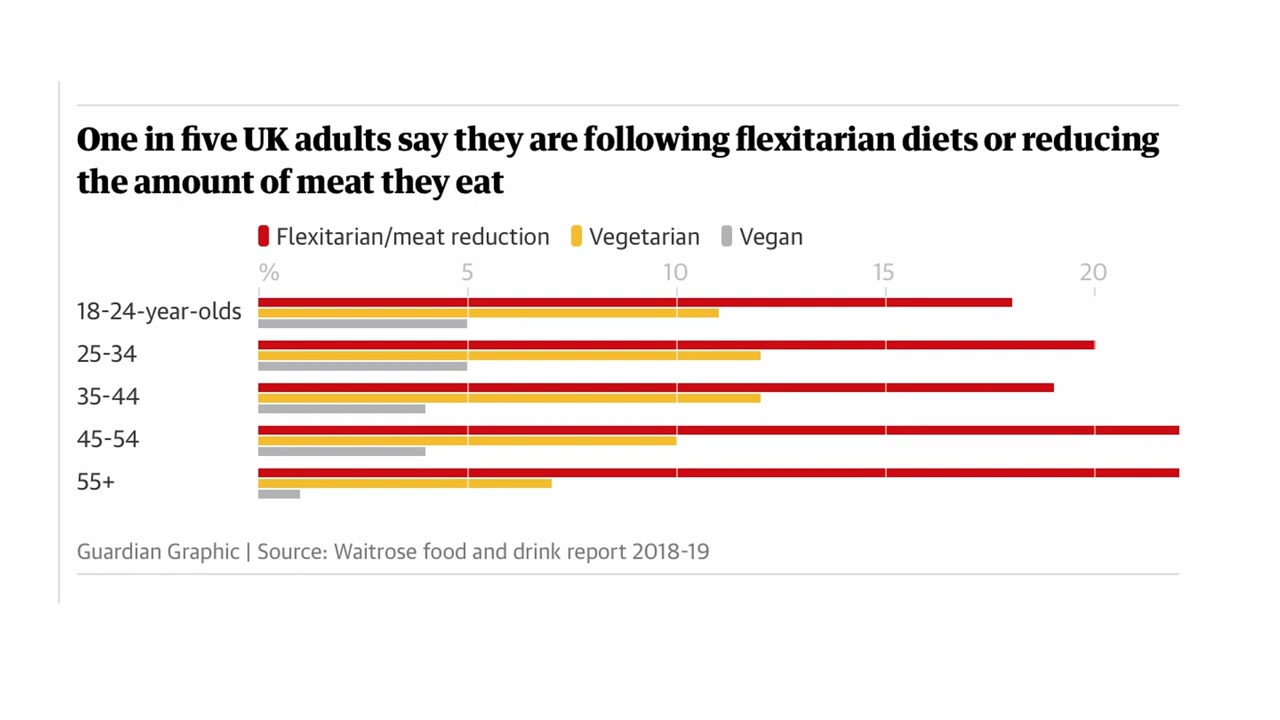 One in five UK adults say they are following flexitarian diets or reducing
the amount of meat they eat
Flexitarian/meat reduction Vegetarian Vegan
% 5 10 15 20
18-24-year-olds
25-34
35-44
45-54
55+
Guardian Graphic | Source: Waitrose food and drink report 2018-19